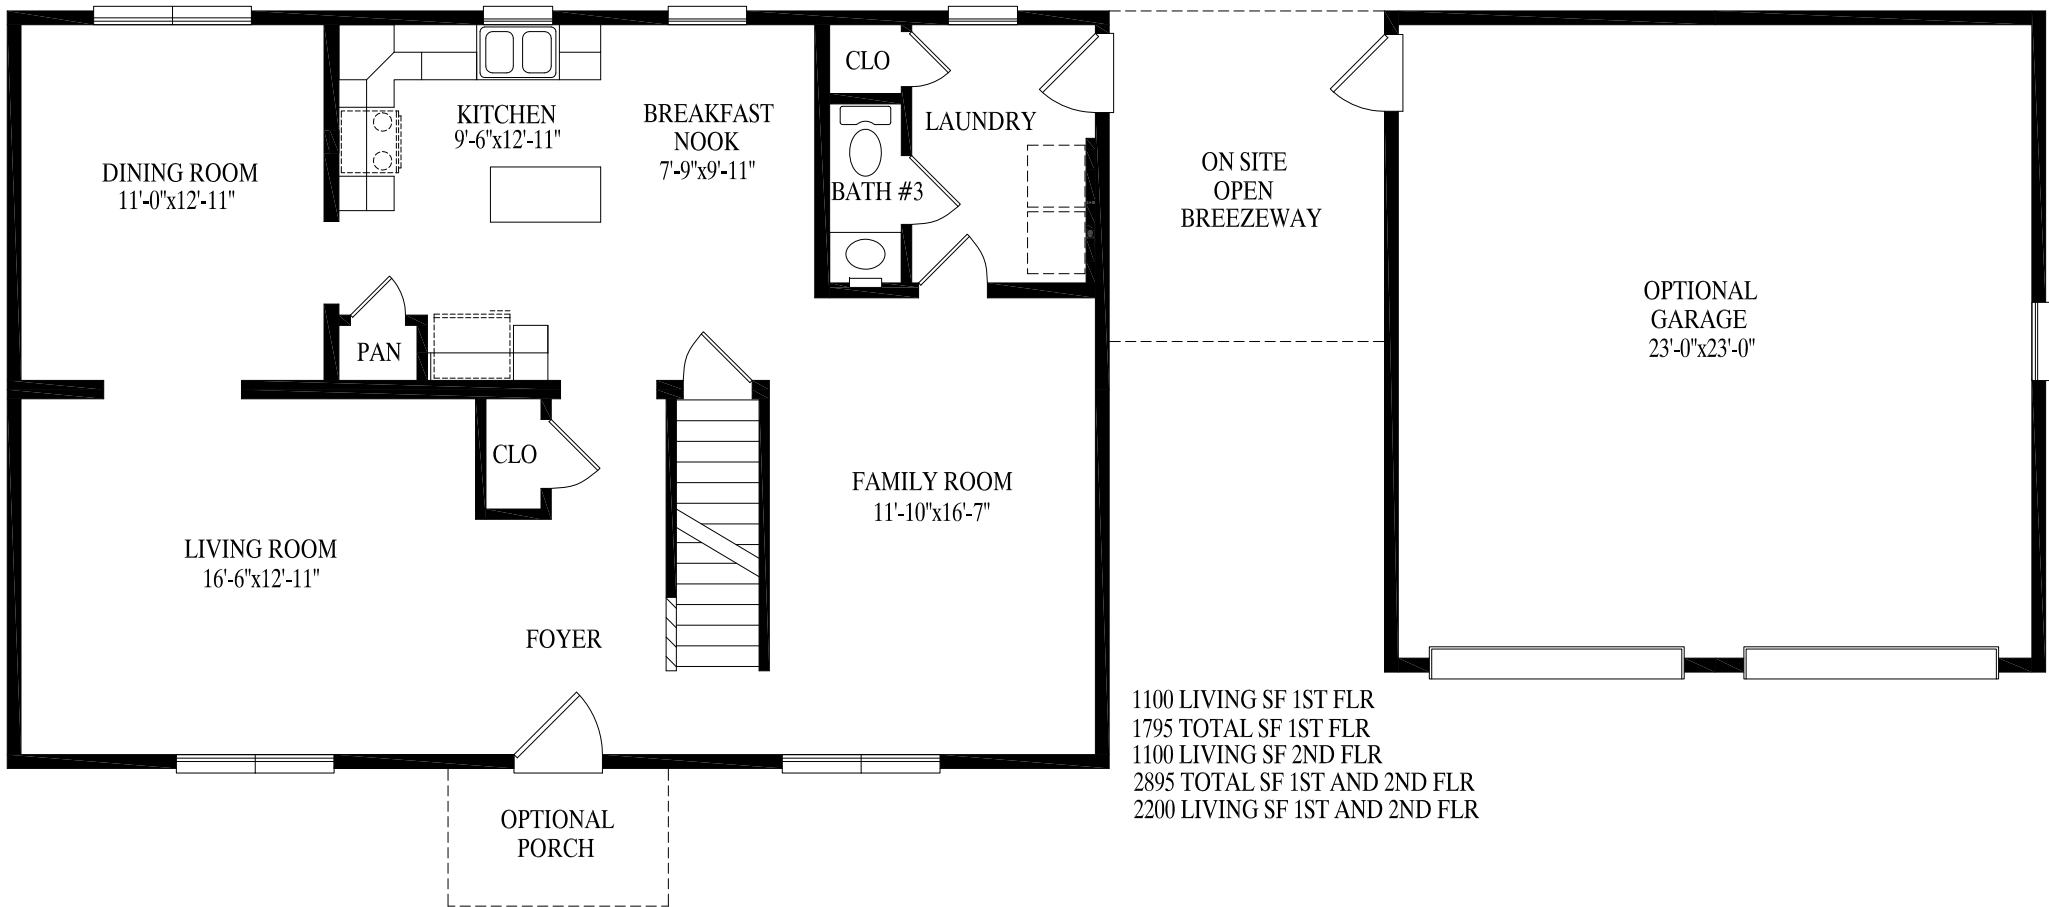 CLO
KITCHEN
9'-6"x12'-11"
BREAKFAST
NOOK
7'-9"x9'-11"
LAUNDRY
DINING ROOM
11'-0"x12'-11"
BATH #3
ON SITE
OPEN
BREEZEWAY
OPTIONAL
GARAGE
23'-0"x23'-0"
PAN
CLO
FAMILY ROOM
11'-10"x16'-7"
LIVING ROOM
16'-6"x12'-11"
FOYER
1100 LIVING SF 1ST FLR
1795 TOTAL SF 1ST FLR
1100 LIVING SF 2ND FLR
2895 TOTAL SF 1ST AND 2ND FLR
2200 LIVING SF 1ST AND 2ND FLR
OPTIONAL
PORCH